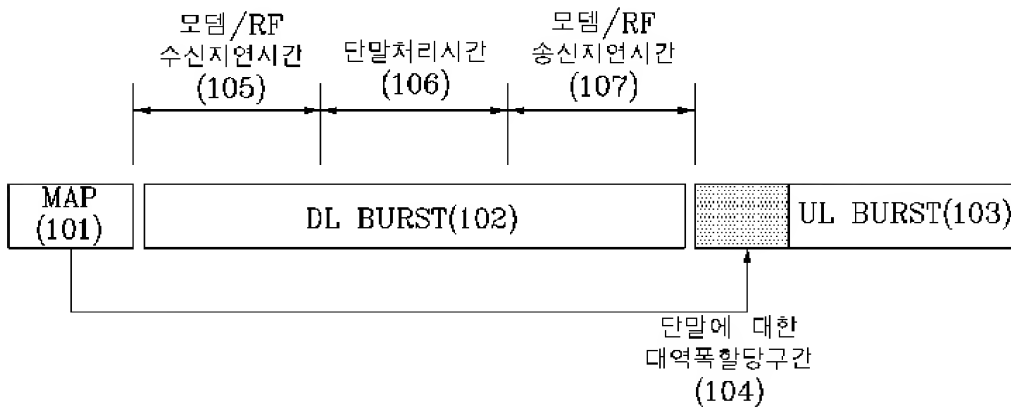 모뎀/RF
수신지연시간
(105)
단말처리시간
(106)
모뎀/RF
송신지연시간
(107)
MAP
(101)
DL BURST(102)
UL BURST(103)
단말에 대한
대역폭할당구간
(104)